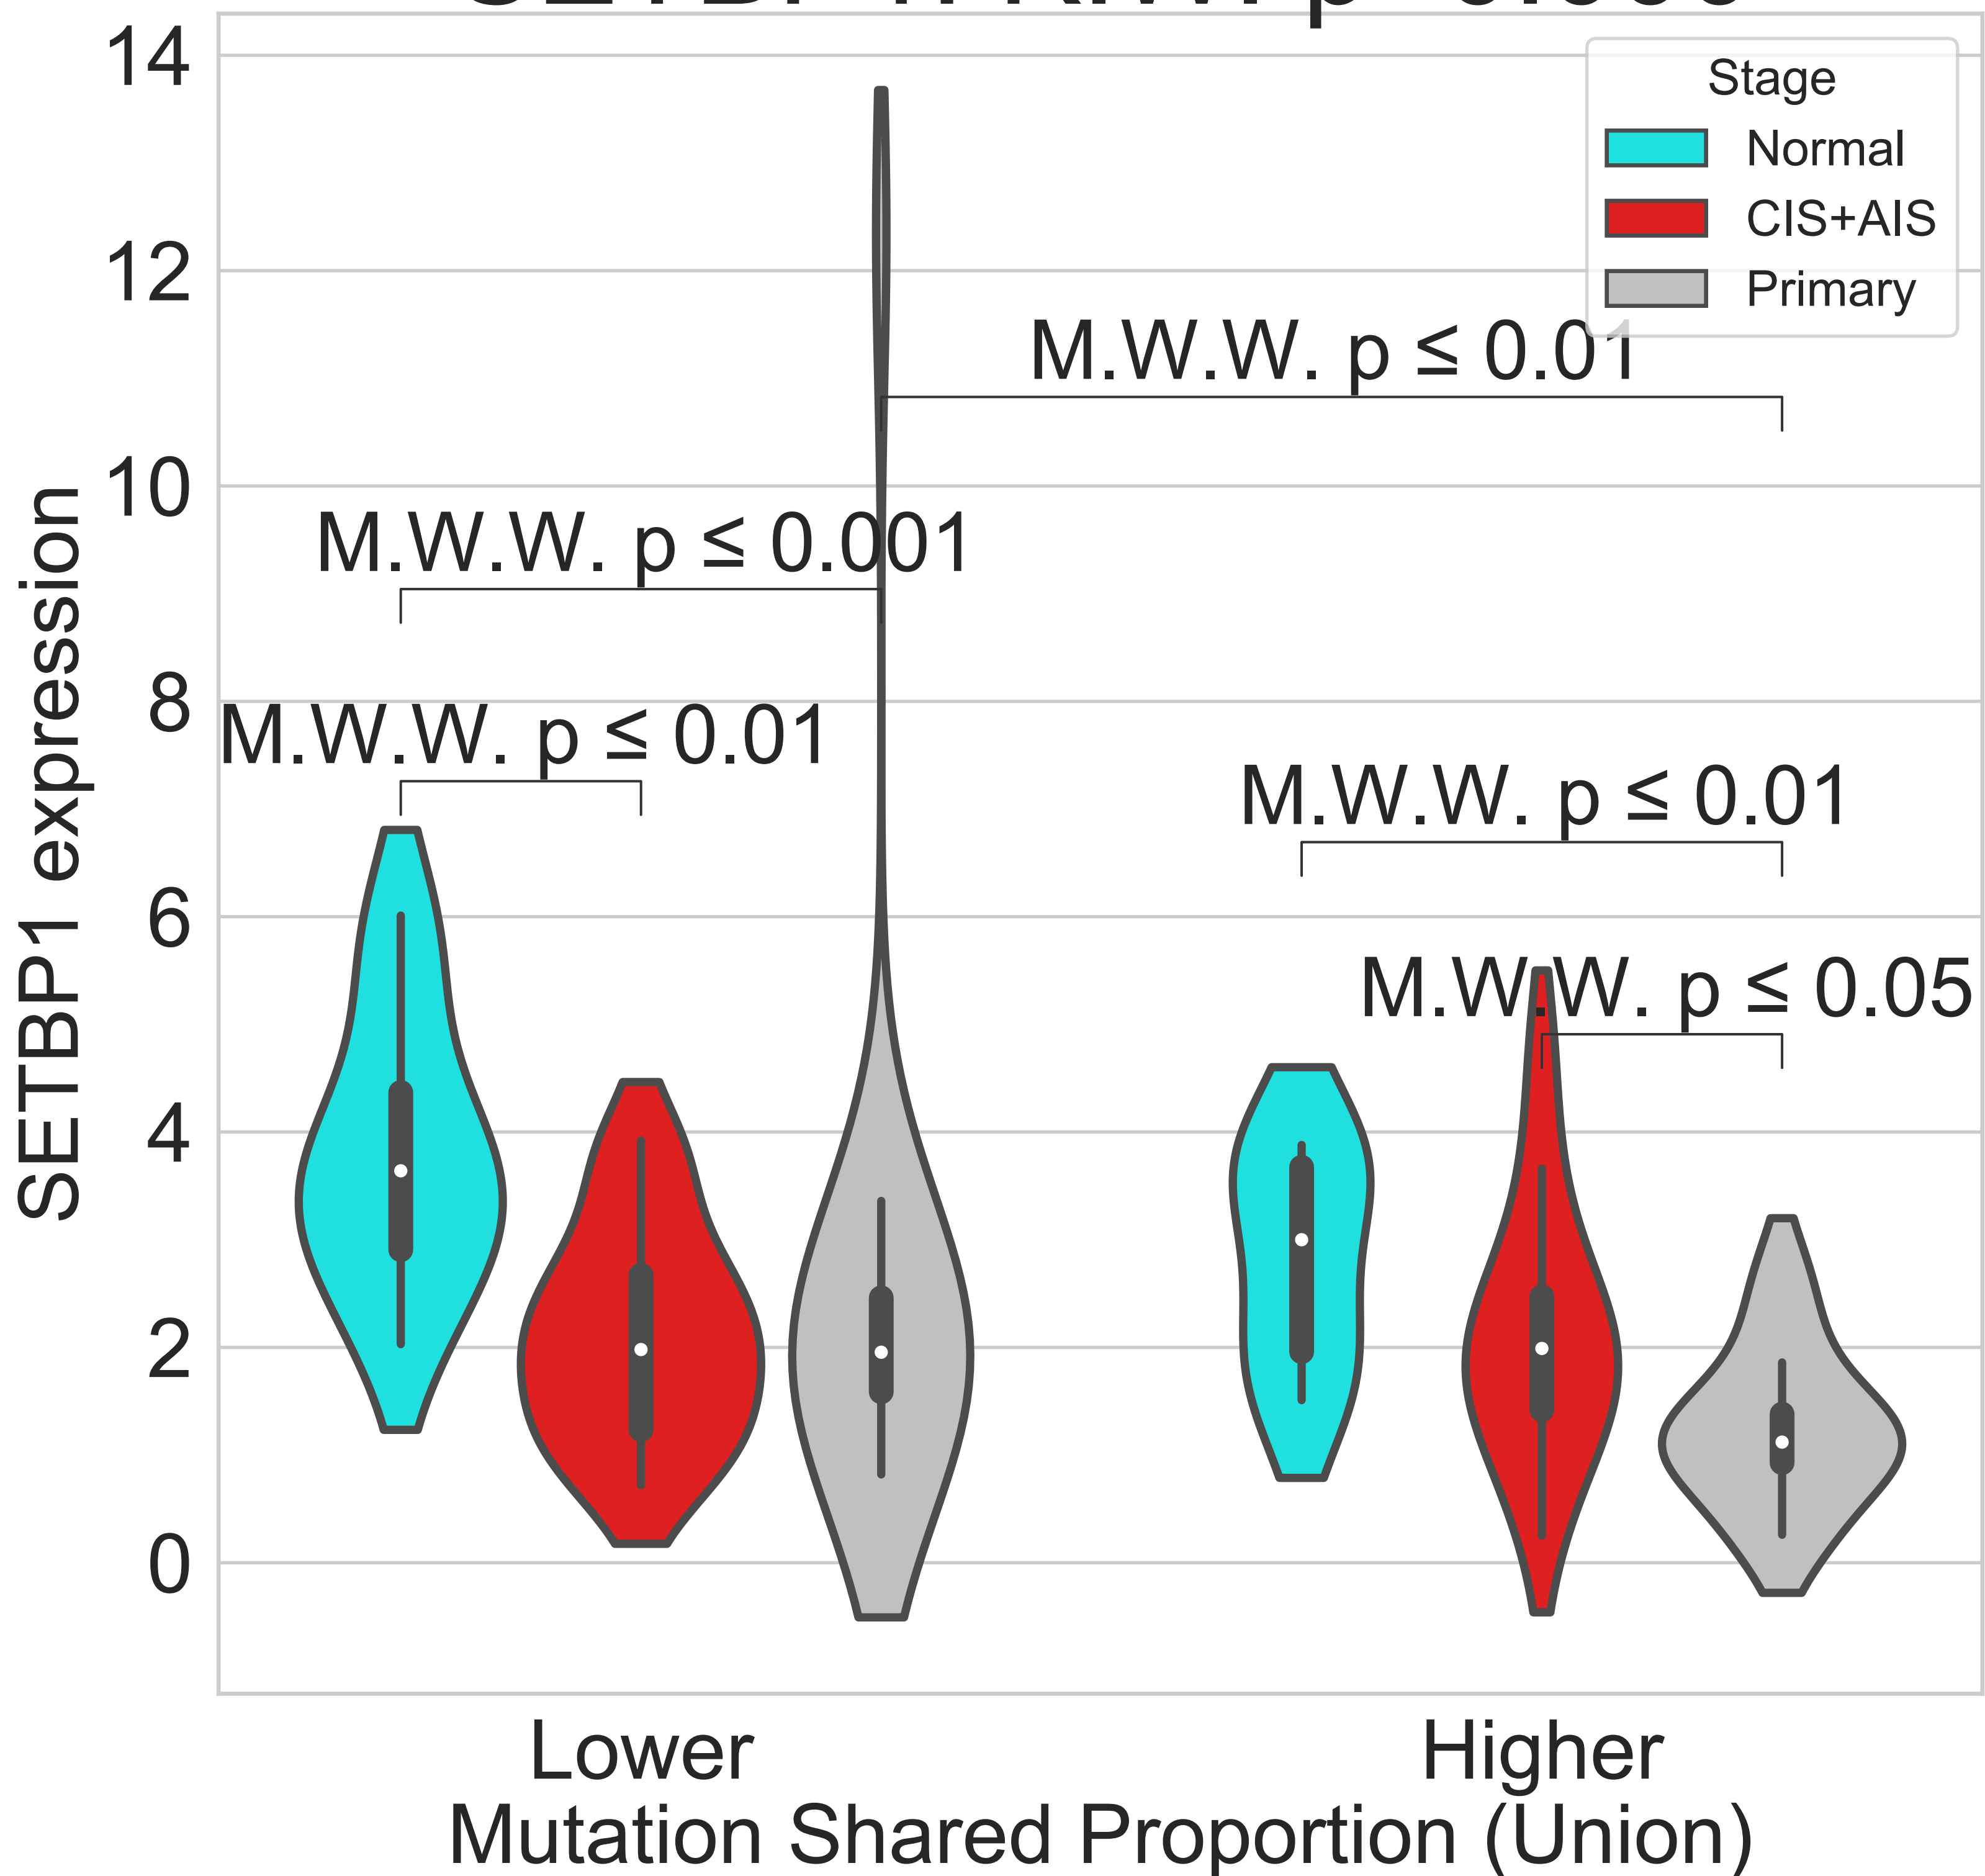 14
12
10
8
6
4
2
0
SETBP1 expression
Stage
Normal
CIS+AIS
Primary
M.W.W. p ≤ 0.01
M.W.W. p ≤ 0.001
M.W.W. p ≤ 0.01
M.W.W. p ≤ 0.01
M.W.W. p ≤ 0.05
Lower
Higher
Mutation Shared Proportion (Union)